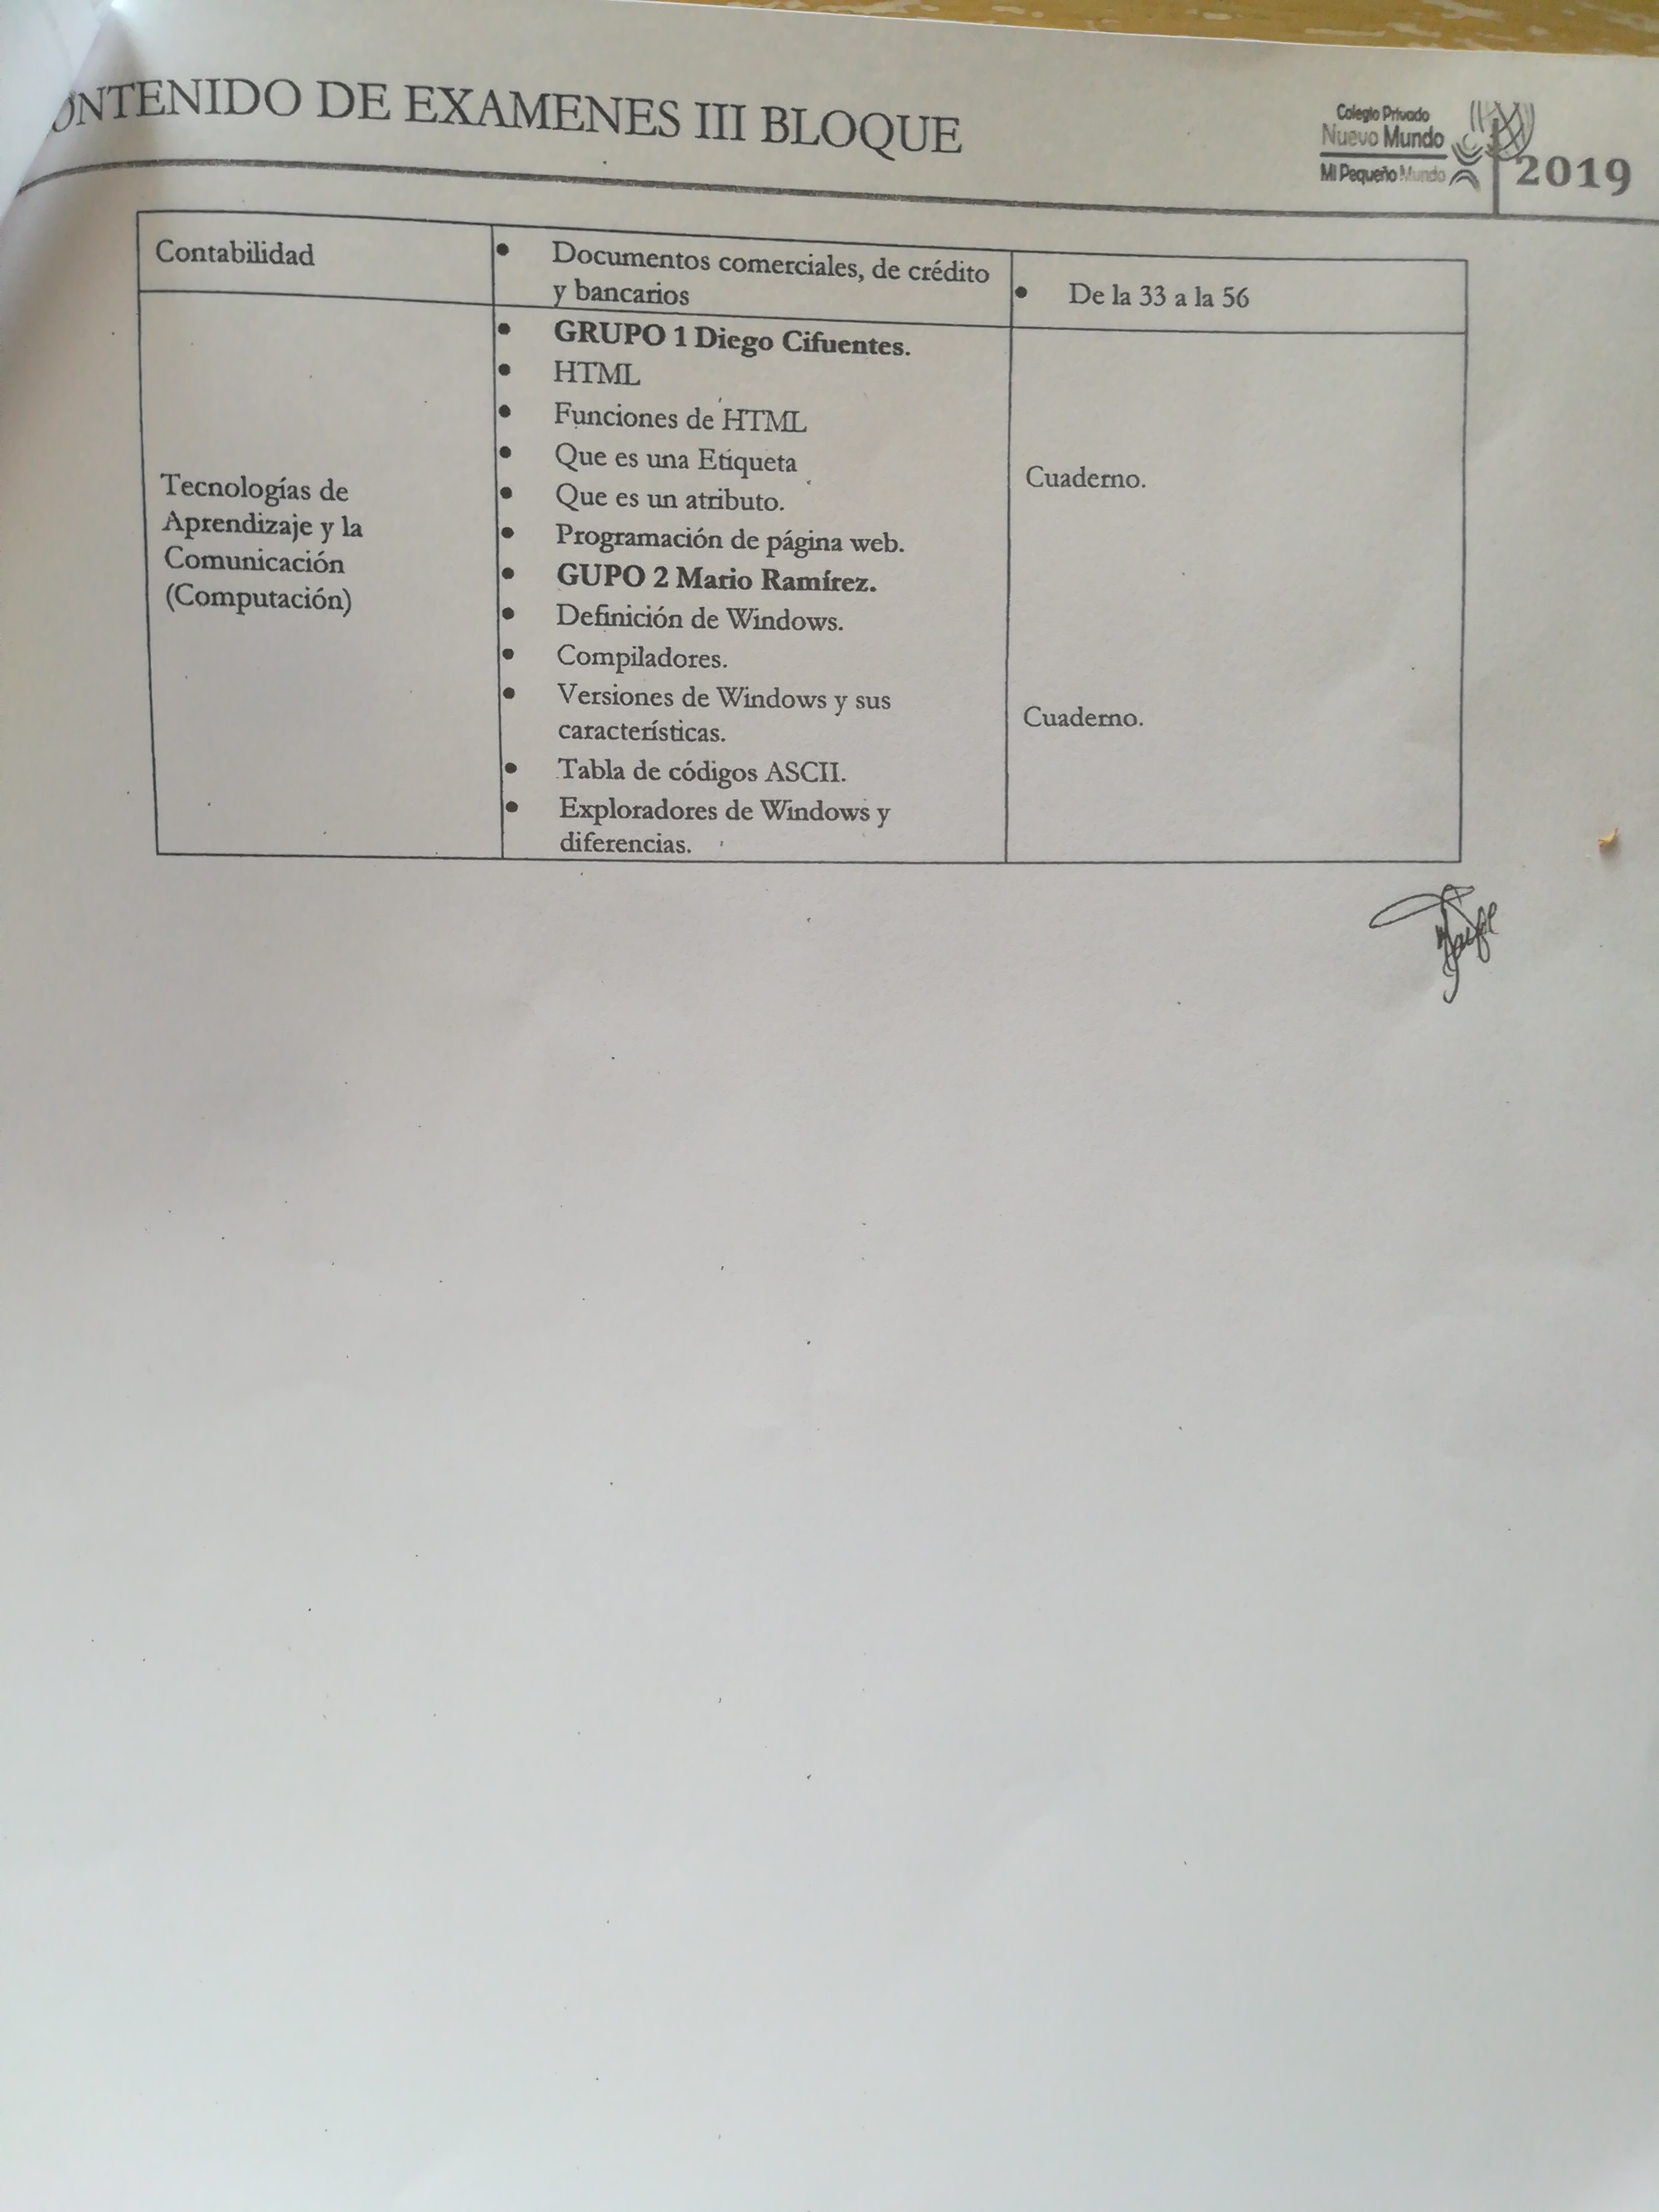 ONTENIDO DE EXAMENES III BLOQUE
Colegio Privado
Nuevo Mundo
Mi Pequeño Mundo
2019
Contabilidad
• Documentos comerciales, de crédito
y bancarios
• De la 33 a la 56
Tecnologías de
Aprendizaje y la
Comunicación
(Computación)
• GRUPO 1 Diego Cifuentes.
• HTML
• Funciones de HTML
• Que es una Etiqueta
• Que es un atributo.
• Programación de página web.
• GUPO 2 Mario Ramírez.
• Definición de Windows.
• Compiladores.
• Versiones de Windows y sus
características.
• Tabla de códigos ASCII.
• Exploradores de Windows y
diferencias.
Cuaderno.
Cuaderno.